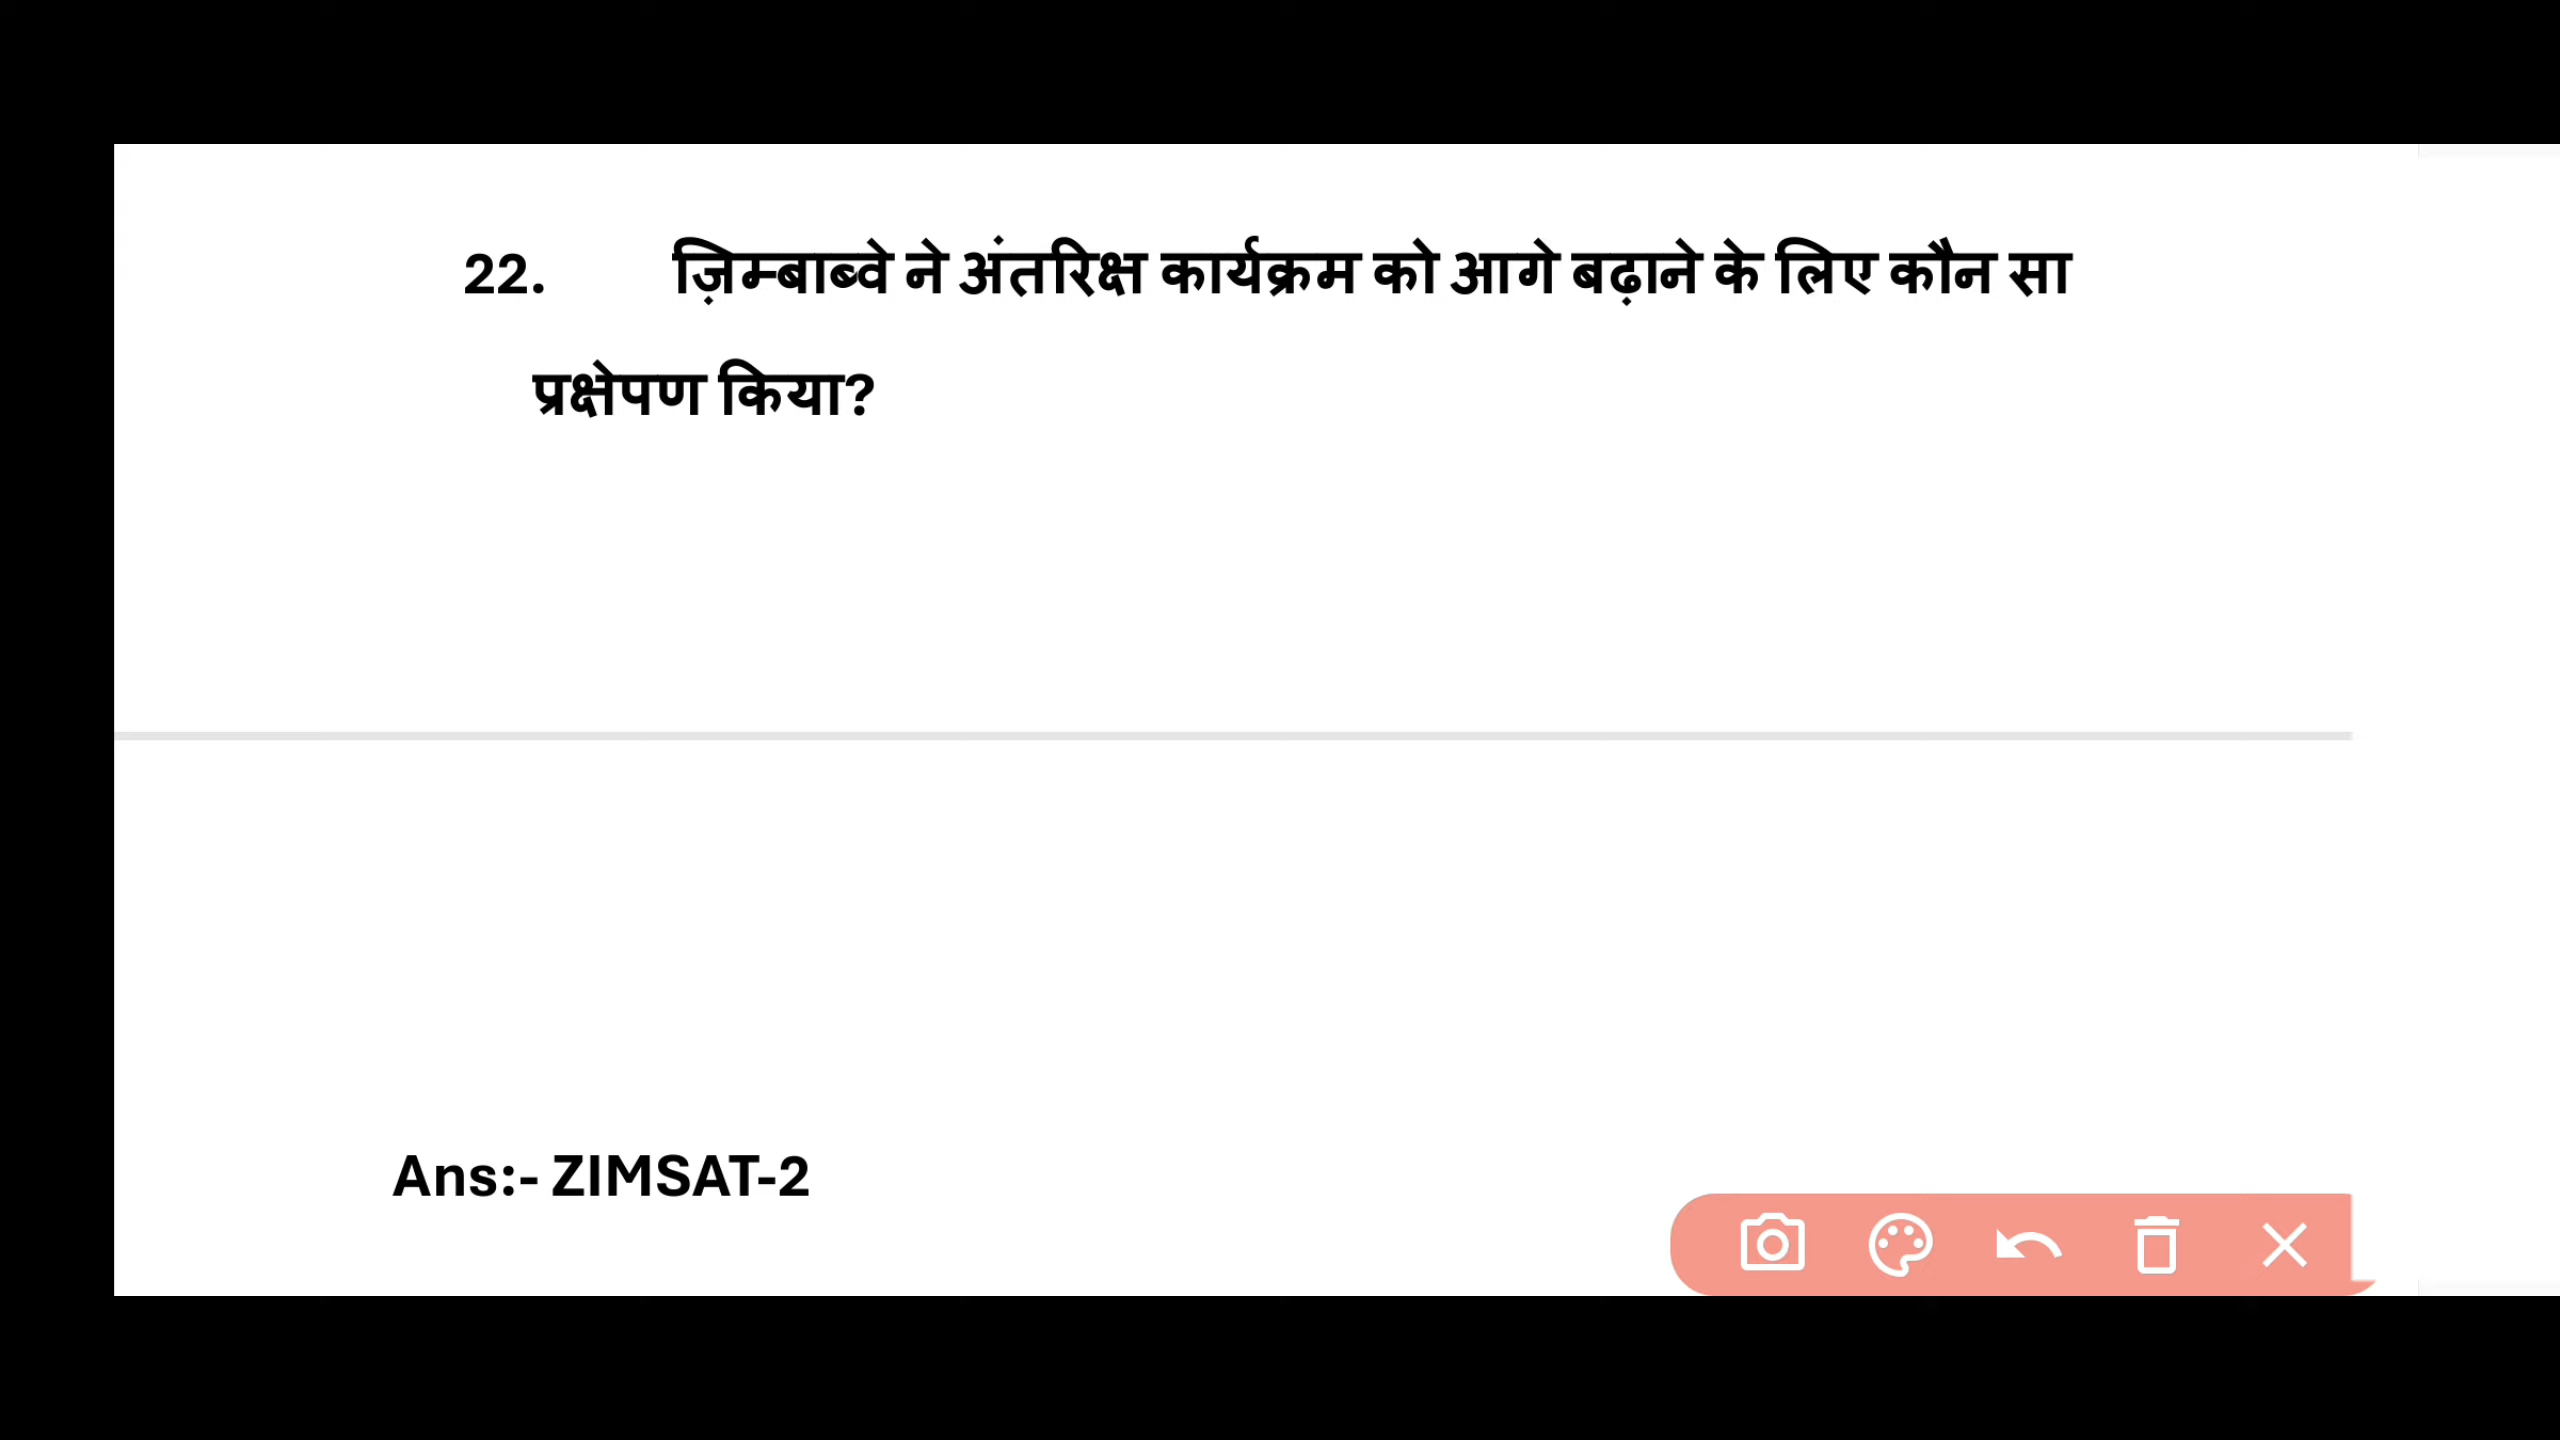 22. ज़िम्बाब्वे ने अंतरिक्ष कार्यक्रम को आगे बढ़ाने के लिए कौन सा
प्रक्षेपण किया?
Ans:- ZIMSAT-2